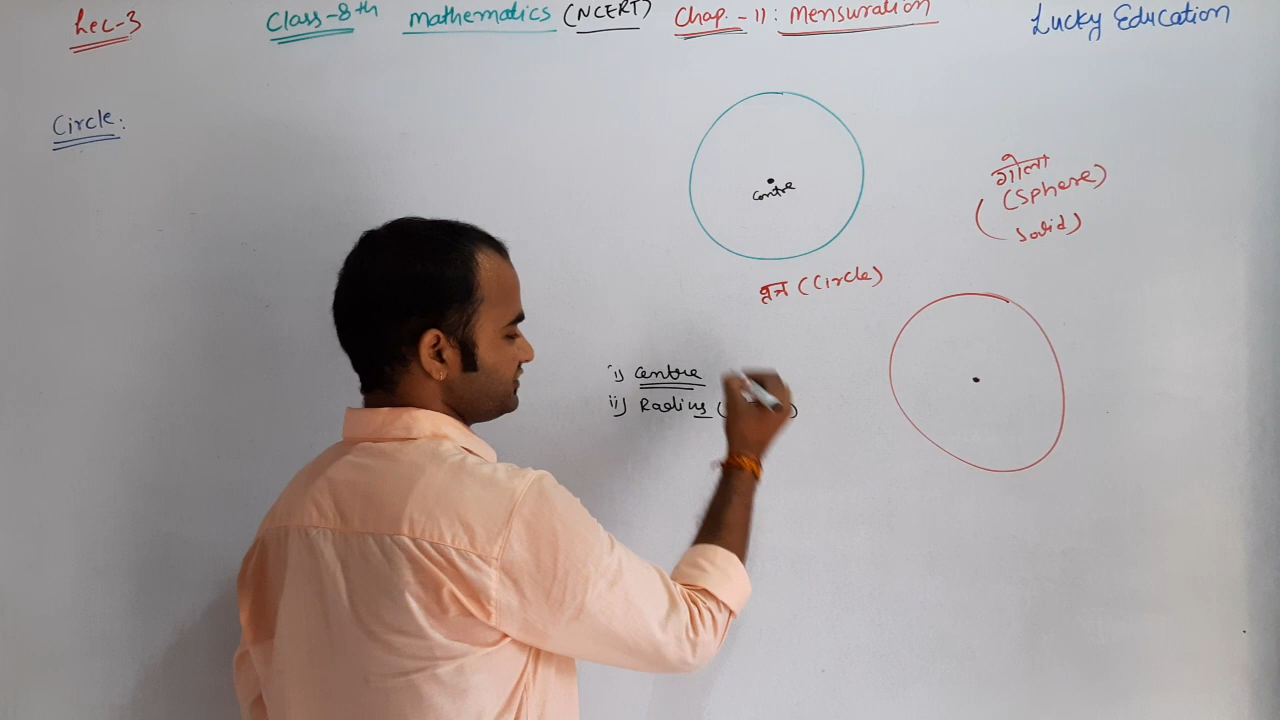 Lec-3 Class-8th Mathematics (NCERT) Chap.-11: Mensuration Lucky Education
Circle:
Centre
गोला
(Sphere)
(Solid)
वृत्त (Circle)
i) Centre
ii) Radius (